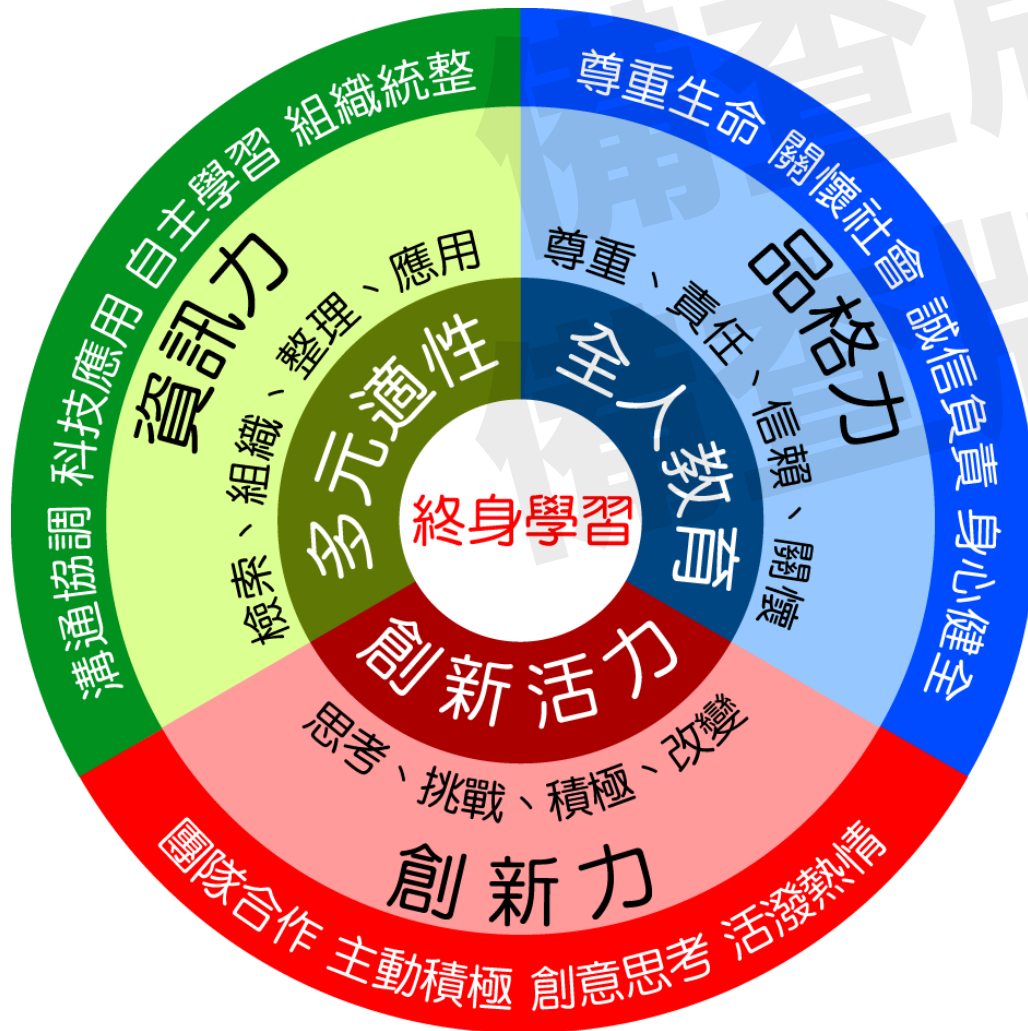 終身學習
多元適性
全人教育
創新活力
檢索、組織、整理、應用
尊重、責任、信賴、關懷
思考、挑戰、積極、改變
資訊力
品格力
創新力
溝通協調 科技應用 自主學習 組織統整
尊重生命 關懷社會 誠信負責 身心健全
團隊合作 主動積極 創意思考 活潑熱情
備查版
備查